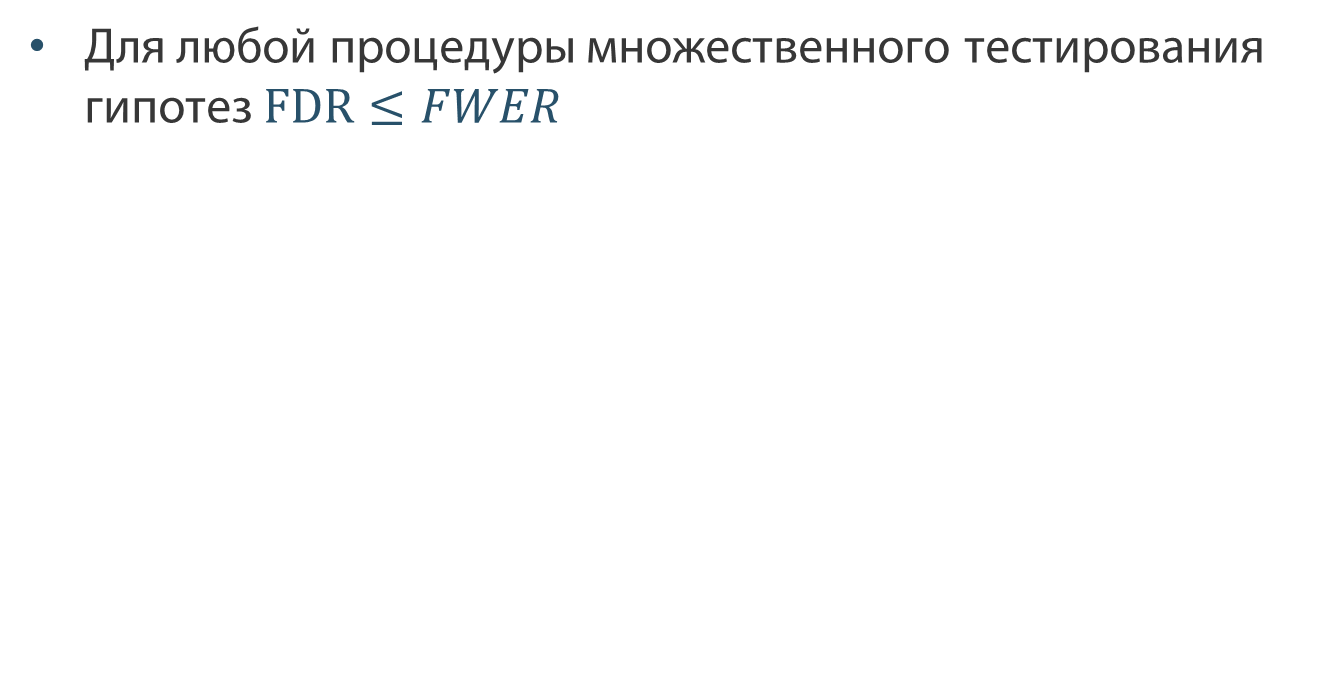 • Для любой процедуры множественного тестирования
гипотез FDR ≤ FWER